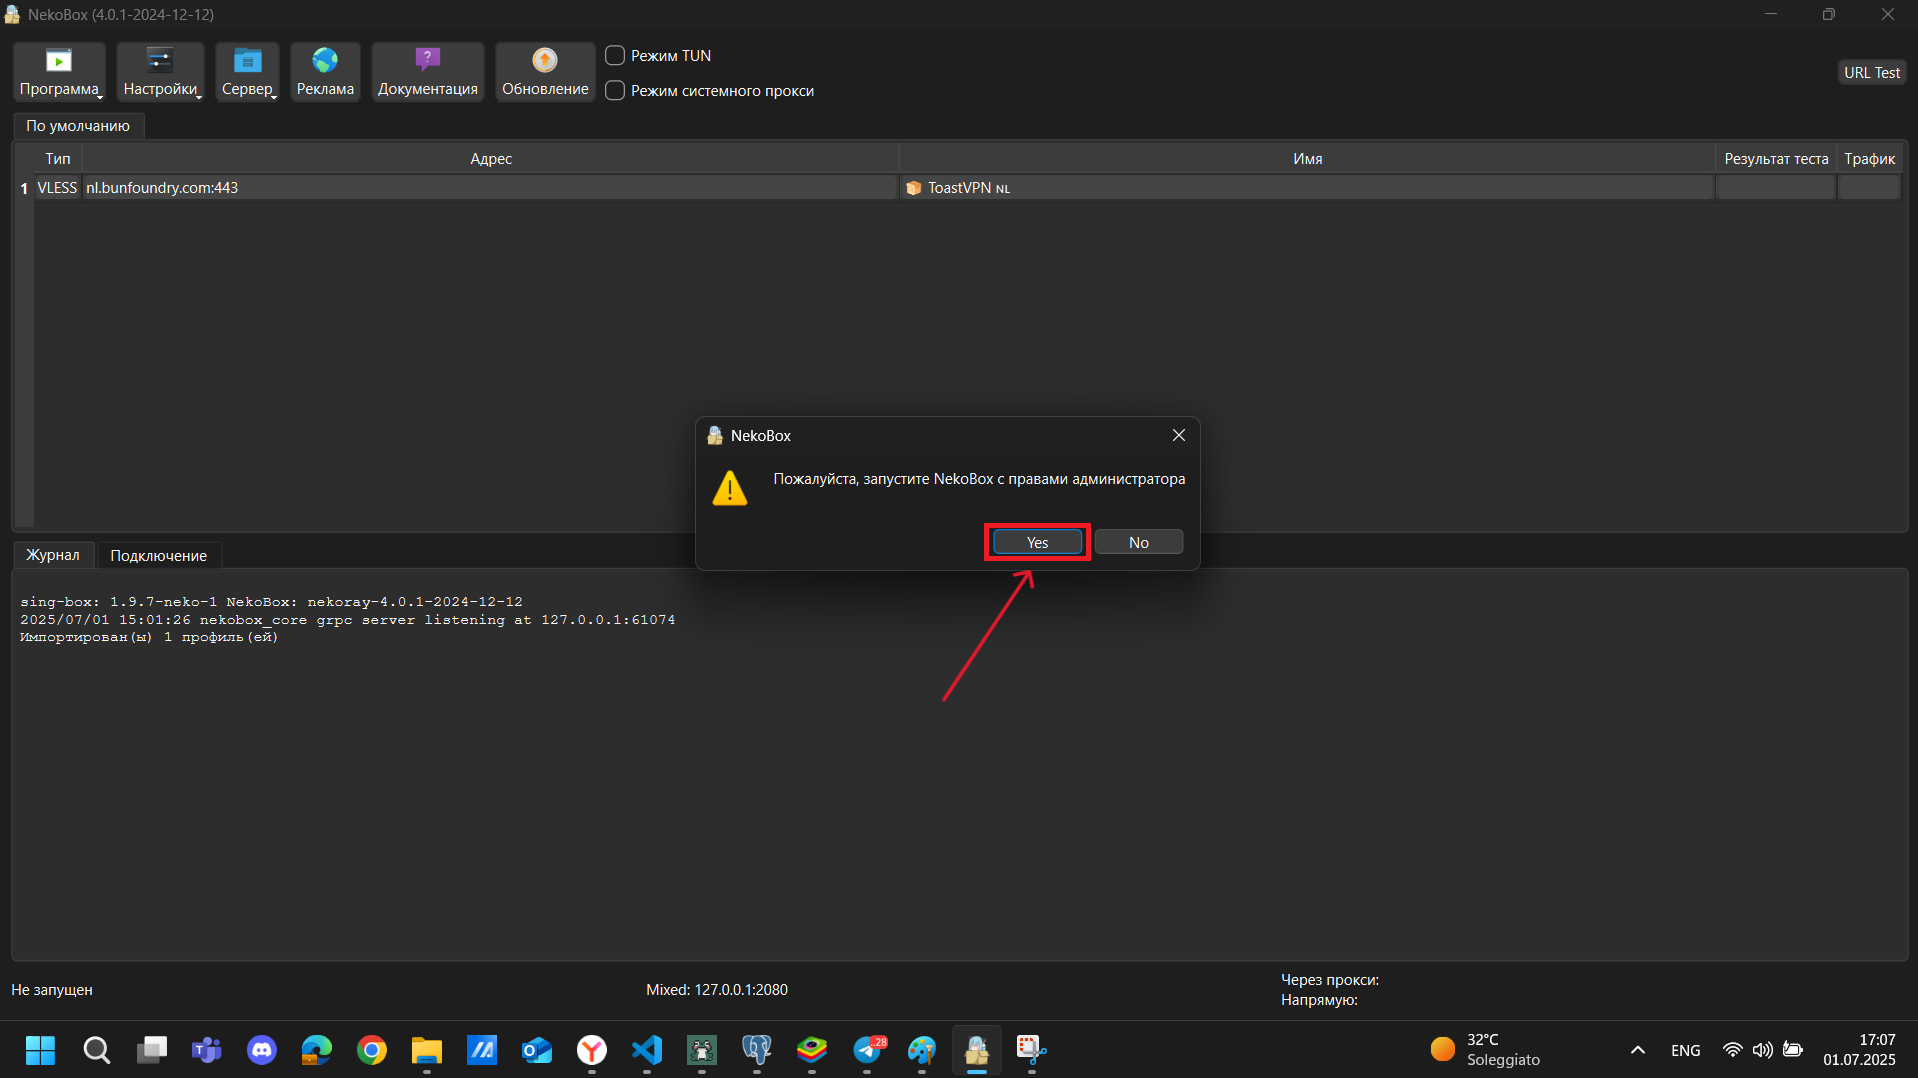 NekoBox (4.0.1-2024-12-12)
Программа
Настройки
Сервер
Реклама
Документация
Обновление
Режим TUN
Режим системного прокси
URL Test
По умолчанию
Тип
Адрес
Имя
Результат теста
Трафик
1 VLESS nl.bunfoundry.com:443 ToastVPN NL
NekoBox
Пожалуйста, запустите NekoBox с правами администратора
Yes
No
Журнал
Подключение
sing-box: 1.9.7-neko-1 NekoBox: nekoray-4.0.1-2024-12-12
2025/07/01 15:01:26 nekobox_core grpc server listening at 127.0.0.1:61074
Импортирован(ы) 1 профиль(ей)
Не запущен
Mixed: 127.0.0.1:2080
Через прокси:
Напрямую:
.28
32°C
Soleggiato
ENG
17:07
01.07.2025